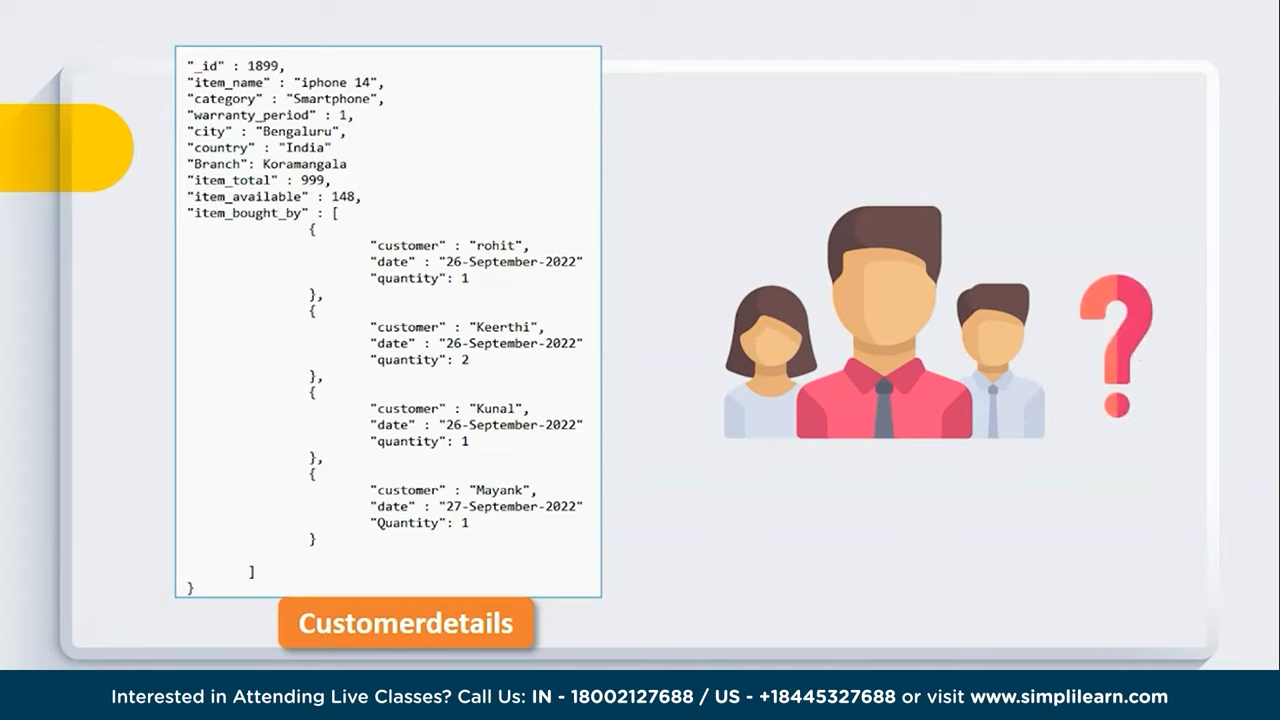 "_id" : 1899,
"item_name" : "iphone 14",
"category" : "Smartphone",
"warranty_period" : 1,
"city" : "Bengaluru",
"country" : "India"
"Branch": Koramangala
"item_total" : 999,
"item_available" : 148,
"item_bought_by" : [
{
"customer" : "rohit",
"date" : "26-September-2022"
"quantity": 1
},
{
"customer" : "Keerthi",
"date" : "26-September-2022"
"quantity": 2
},
{
"customer" : "Kunal",
"date" : "26-September-2022"
"quantity": 1
},
{
"customer" : "Mayank",
"date" : "27-September-2022"
"Quantity": 1
}
]
}
Customerdetails
?
Interested in Attending Live Classes? Call Us: IN - 18002127688 / US - +18445327688 or visit www.simplilearn.com